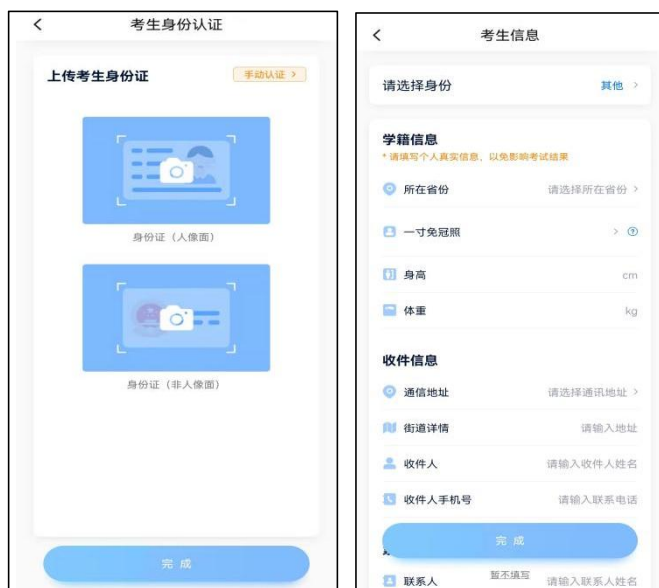 考生身份认证
上传考生身份证
手动认证 >
身份证（人像面）
身份证（非人像面）
完成
考生信息
请选择身份 其他 >
学籍信息
* 请填写个人真实信息、以免影响考试结果
所在省份 请选择所在省份 >
一寸免冠照 >
身高 cm
体重 kg
收件信息
通信地址 请选择通讯地址 >
街道详情 请输入地址
收件人 请输入收件人姓名
收件人手机号 请输入联系电话
完成
暂不填写
联系人 请输入联系人姓名